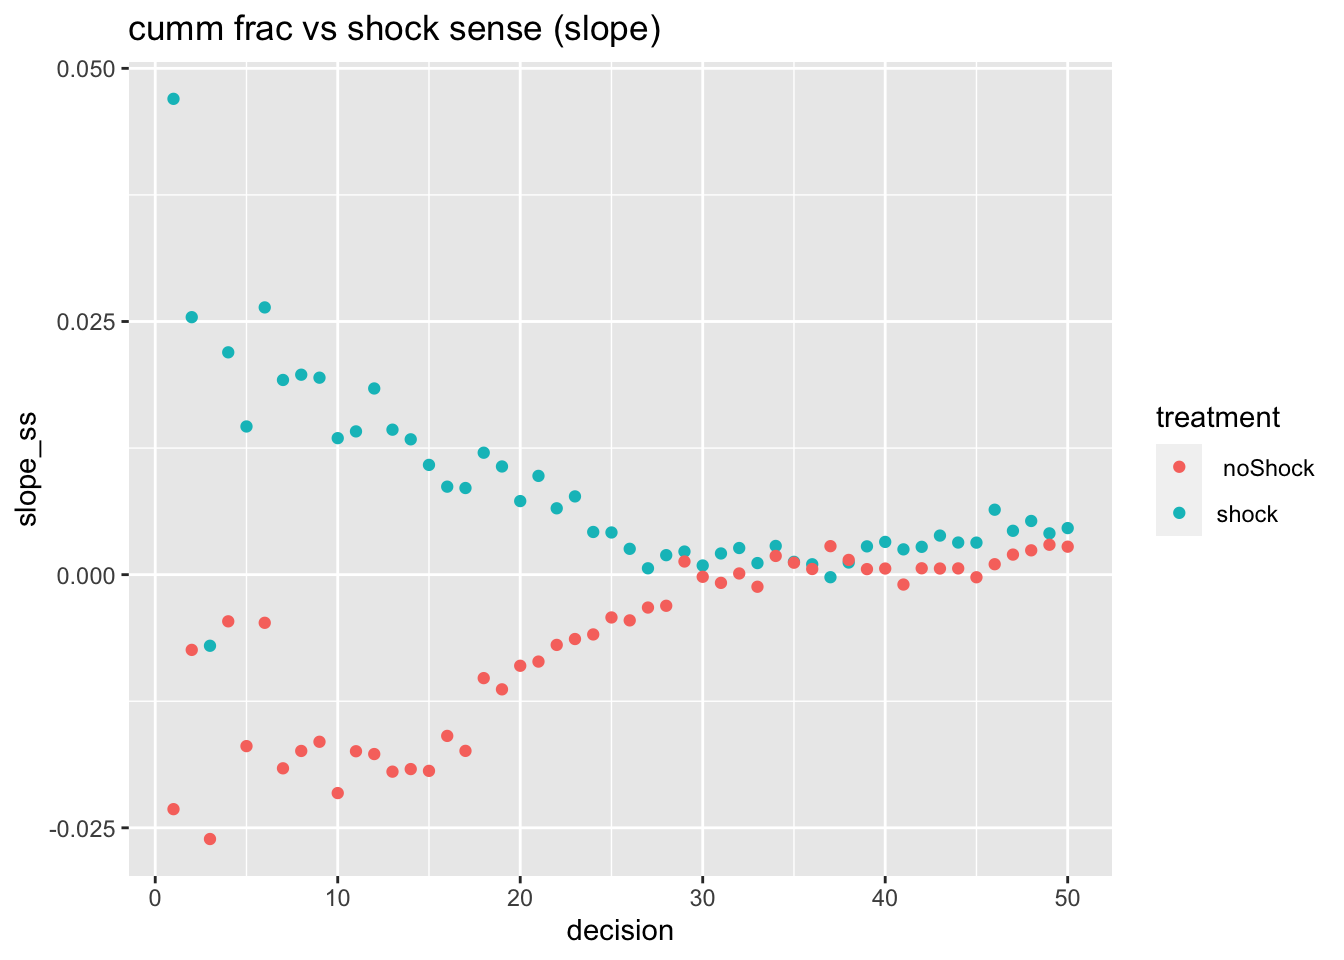 cumm frac vs shock sense (slope)
0.050
0.025
0.000
-0.025
slope_ss
0 10 20 30 40 50
decision
treatment
noShock
shock